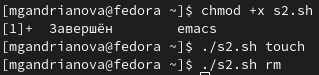 [mgandrianova@fedora ~]$ chmod +x s2.sh
[1]+  Завершён        emacs
[mgandrianova@fedora ~]$ ./s2.sh touch
[mgandrianova@fedora ~]$ ./s2.sh rm